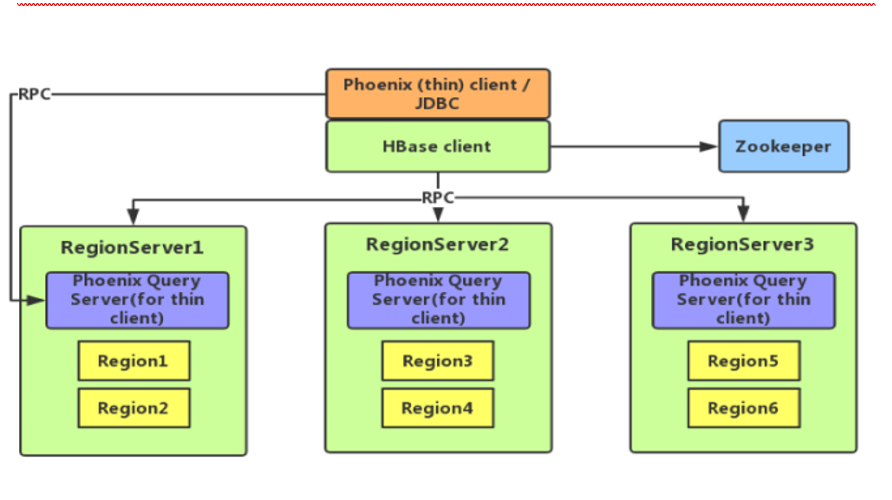 Phoenix (thin) client /
JDBC
RPC
HBase client
Zookeeper
RPC
RegionServer1
Phoenix Query
Server(for thin
client)
Region1
Region2
RegionServer2
Phoenix Query
Server(for thin
client)
Region3
Region4
RegionServer3
Phoenix Query
Server(for thin
client)
Region5
Region6